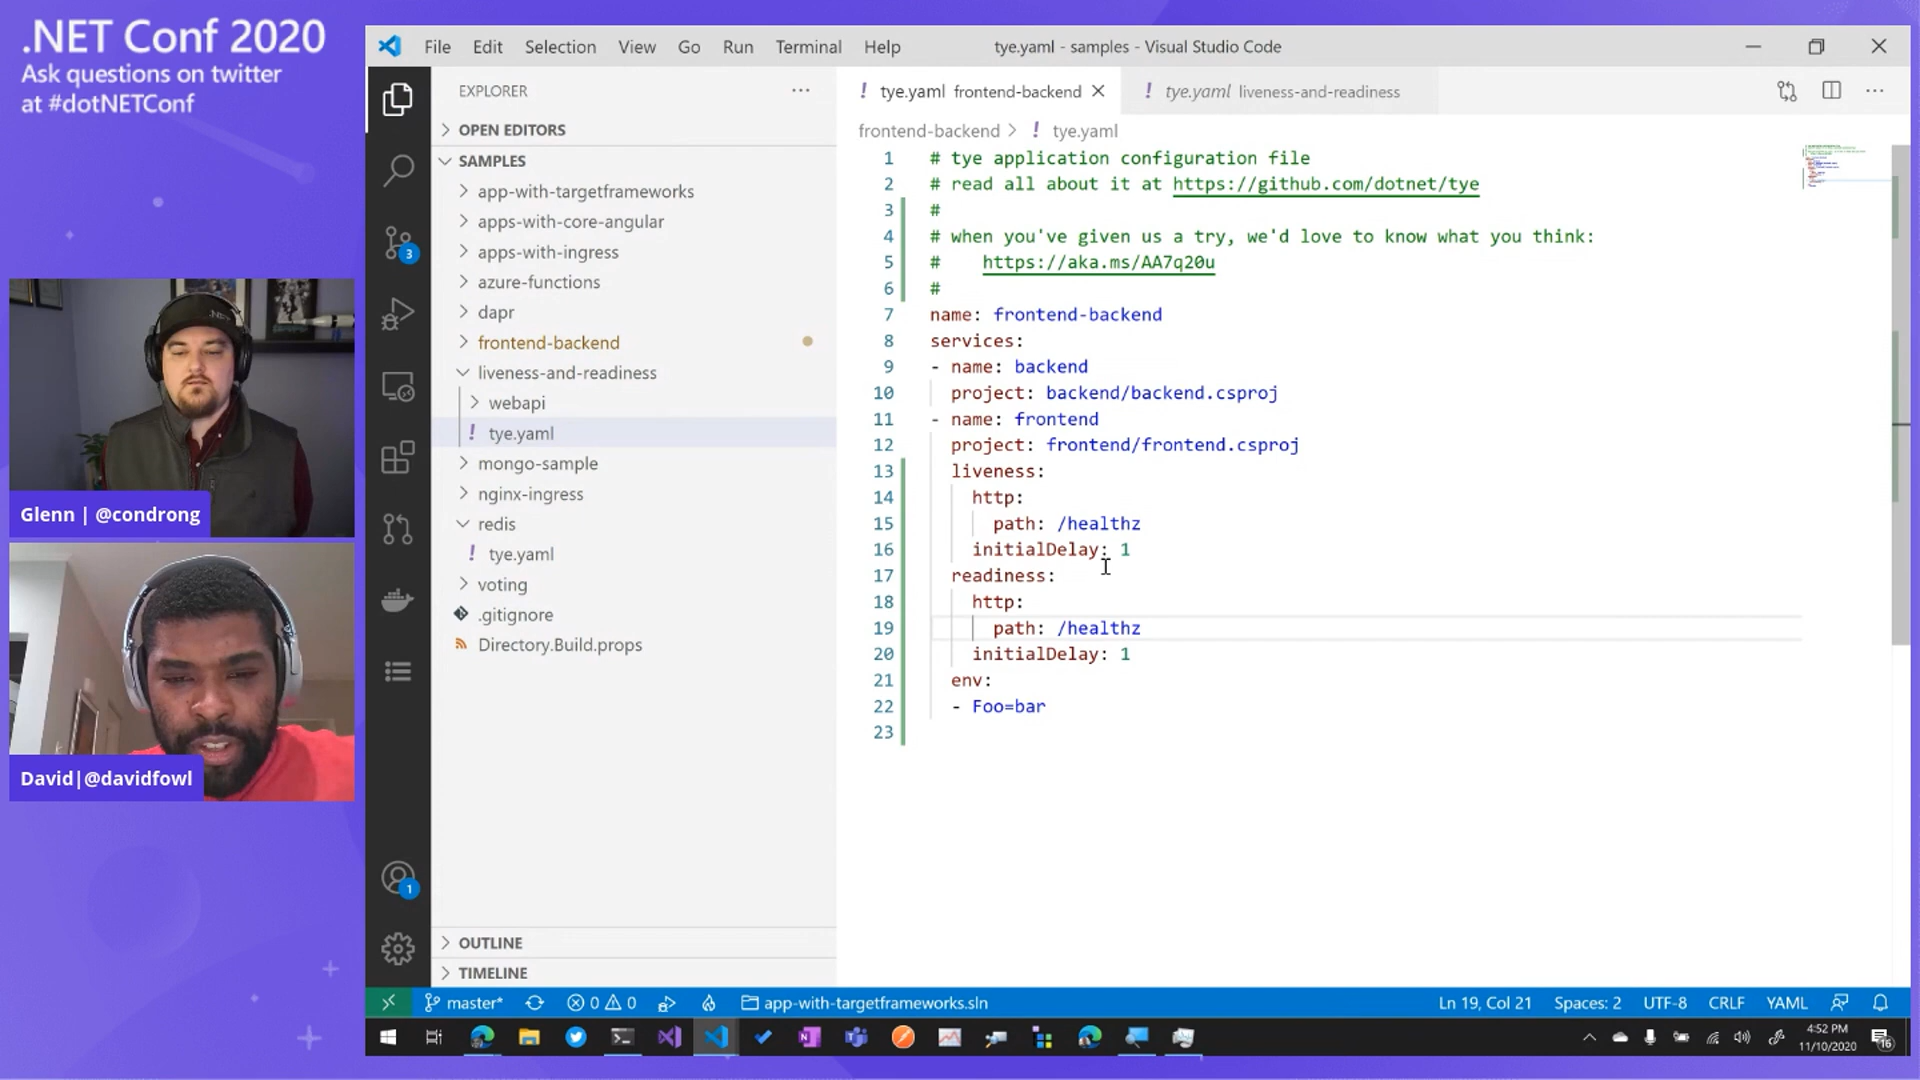 .NET Conf 2020
Ask questions on twitter
at #dotNETConf
.NET
Glenn | @condrong
David|@davidfowl
File Edit Selection View Go Run Terminal Help
tye.yaml - samples - Visual Studio Code
EXPLORER
OPEN EDITORS
SAMPLES
app-with-targetframeworks
apps-with-core-angular
apps-with-ingress
azure-functions
dapr
frontend-backend
liveness-and-readiness
webapi
! tye.yaml
mongo-sample
nginx-ingress
redis
! tye.yaml
voting
.gitignore
Directory.Build.props
OUTLINE
TIMELINE
3
1
! tye.yaml frontend-backend
! tye.yaml liveness-and-readiness
frontend-backend > ! tye.yaml
1 # tye application configuration file
2 # read all about it at https://github.com/dotnet/tye
3 #
4 # when you've given us a try, we'd love to know what you think:
5 #    https://aka.ms/AA7q20u
6 #
7 name: frontend-backend
8 services:
9 - name: backend
10   project: backend/backend.csproj
11 - name: frontend
12   project: frontend/frontend.csproj
13   liveness:
14     http:
15       path: /healthz
16     initialDelay: 1
17   readiness:
18     http:
19       path: /healthz
20     initialDelay: 1
21   env:
22   - Foo=bar
23
master* 0 0 app-with-targetframeworks.sln Ln 19, Col 21 Spaces: 2 UTF-8 CRLF YAML
4:52 PM
11/10/2020
16